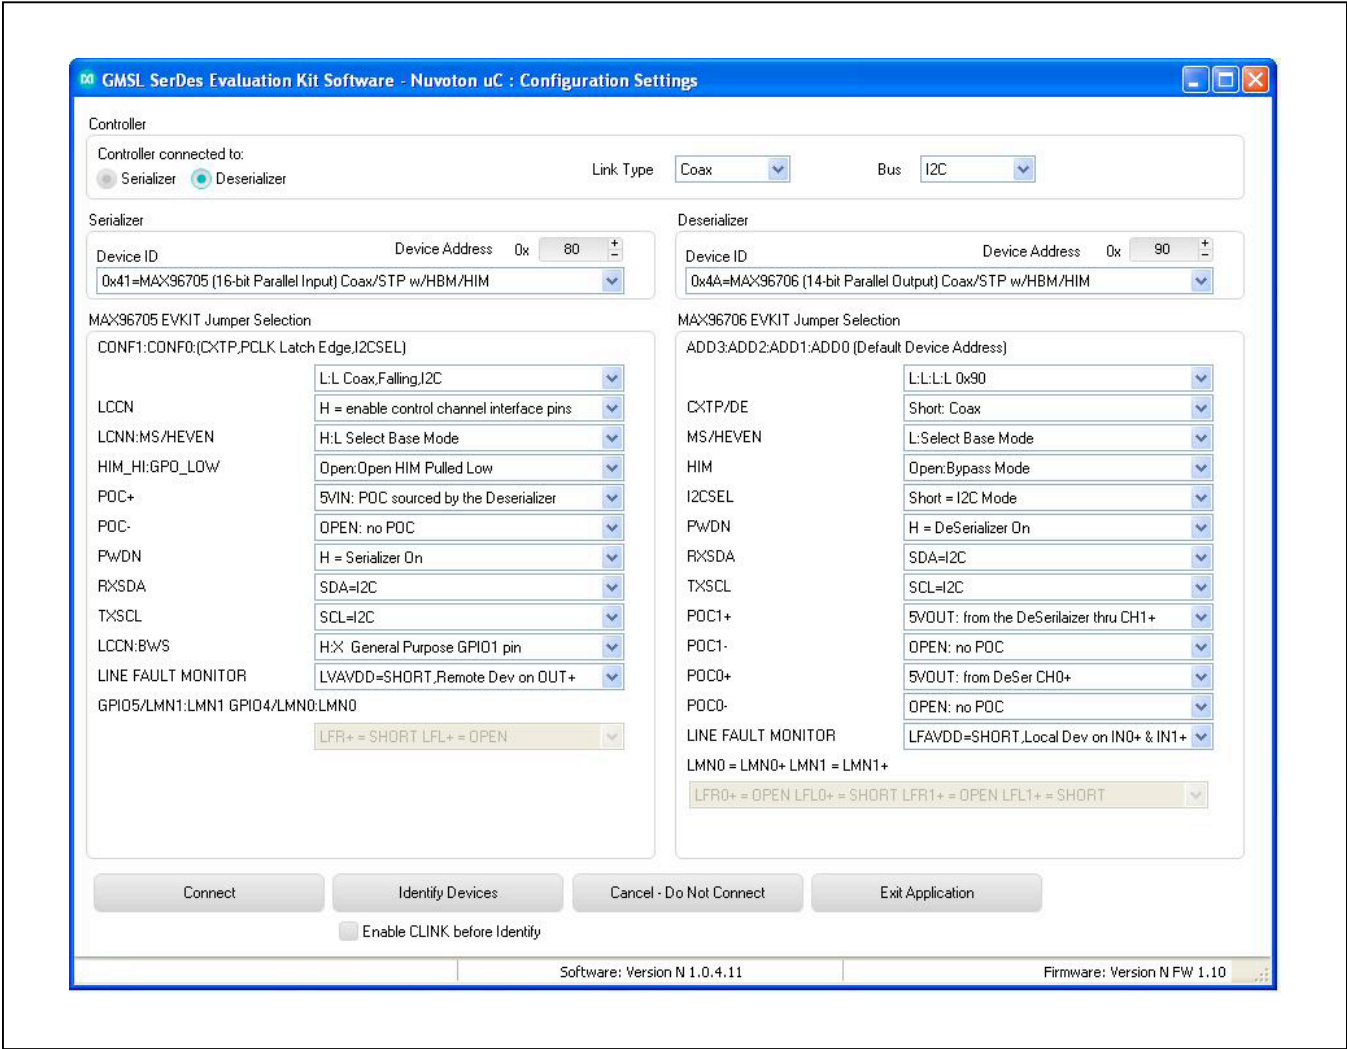 GMSL SerDes Evaluation Kit Software - Nuvoton uC : Configuration Settings
Controller
Controller connected to:
Serializer Deserializer Link Type Coax Bus I2C
Serializer
Device ID Device Address 0x 80
0x41=MAX96705 (16-bit Parallel Input) Coax/STP w/HBM/HIM
MAX96705 EVKIT Jumper Selection
CONF1:CONF0:(CXTP,PCLK Latch Edge,I2CSEL)
L:L Coax,Falling,I2C
LCCN H = enable control channel interface pins
LCNN:MS/HEVEN H:L Select Base Mode
HIM_HI:GPO_LOW Open:Open HIM Pulled Low
POC+ 5VIN: POC sourced by the Deserializer
POC- OPEN: no POC
PWDN H = Serializer On
RXSDA SDA=I2C
TXSCL SCL=I2C
LCCN:BWS H:X General Purpose GPIO1 pin
LINE FAULT MONITOR LVAVDD=SHORT,Remote Dev on OUT+
GPIO5/LMN1:LMN1 GPIO4/LMN0:LMN0
LFR+ = SHORT LFL+ = OPEN
Deserializer
Device ID Device Address 0x 90
0x4A=MAX96706 (14-bit Parallel Output) Coax/STP w/HBM/HIM
MAX96706 EVKIT Jumper Selection
ADD3:ADD2:ADD1:ADD0 (Default Device Address)
L:L:L:L 0x90
CXTP/DE Short: Coax
MS/HEVEN L:Select Base Mode
HIM Open:Bypass Mode
I2CSEL Short = I2C Mode
PWDN H = DeSerializer On
RXSDA SDA=I2C
TXSCL SCL=I2C
POC1+ 5VOUT: from the DeSerilaizer thru CH1+
POC1- OPEN: no POC
POC0+ 5VOUT: from DeSer CH0+
POC0- OPEN: no POC
LINE FAULT MONITOR LFAVDD=SHORT,Local Dev on IN0+ & IN1+
LMN0 = LMN0+ LMN1 = LMN1+
LFR0+ = OPEN LFL0+ = SHORT LFR1+ = OPEN LFL1+ = SHORT
Connect Identify Devices Cancel - Do Not Connect Exit Application
Enable CLINK before Identify
Software: Version N 1.0.4.11 Firmware: Version N FW 1.10